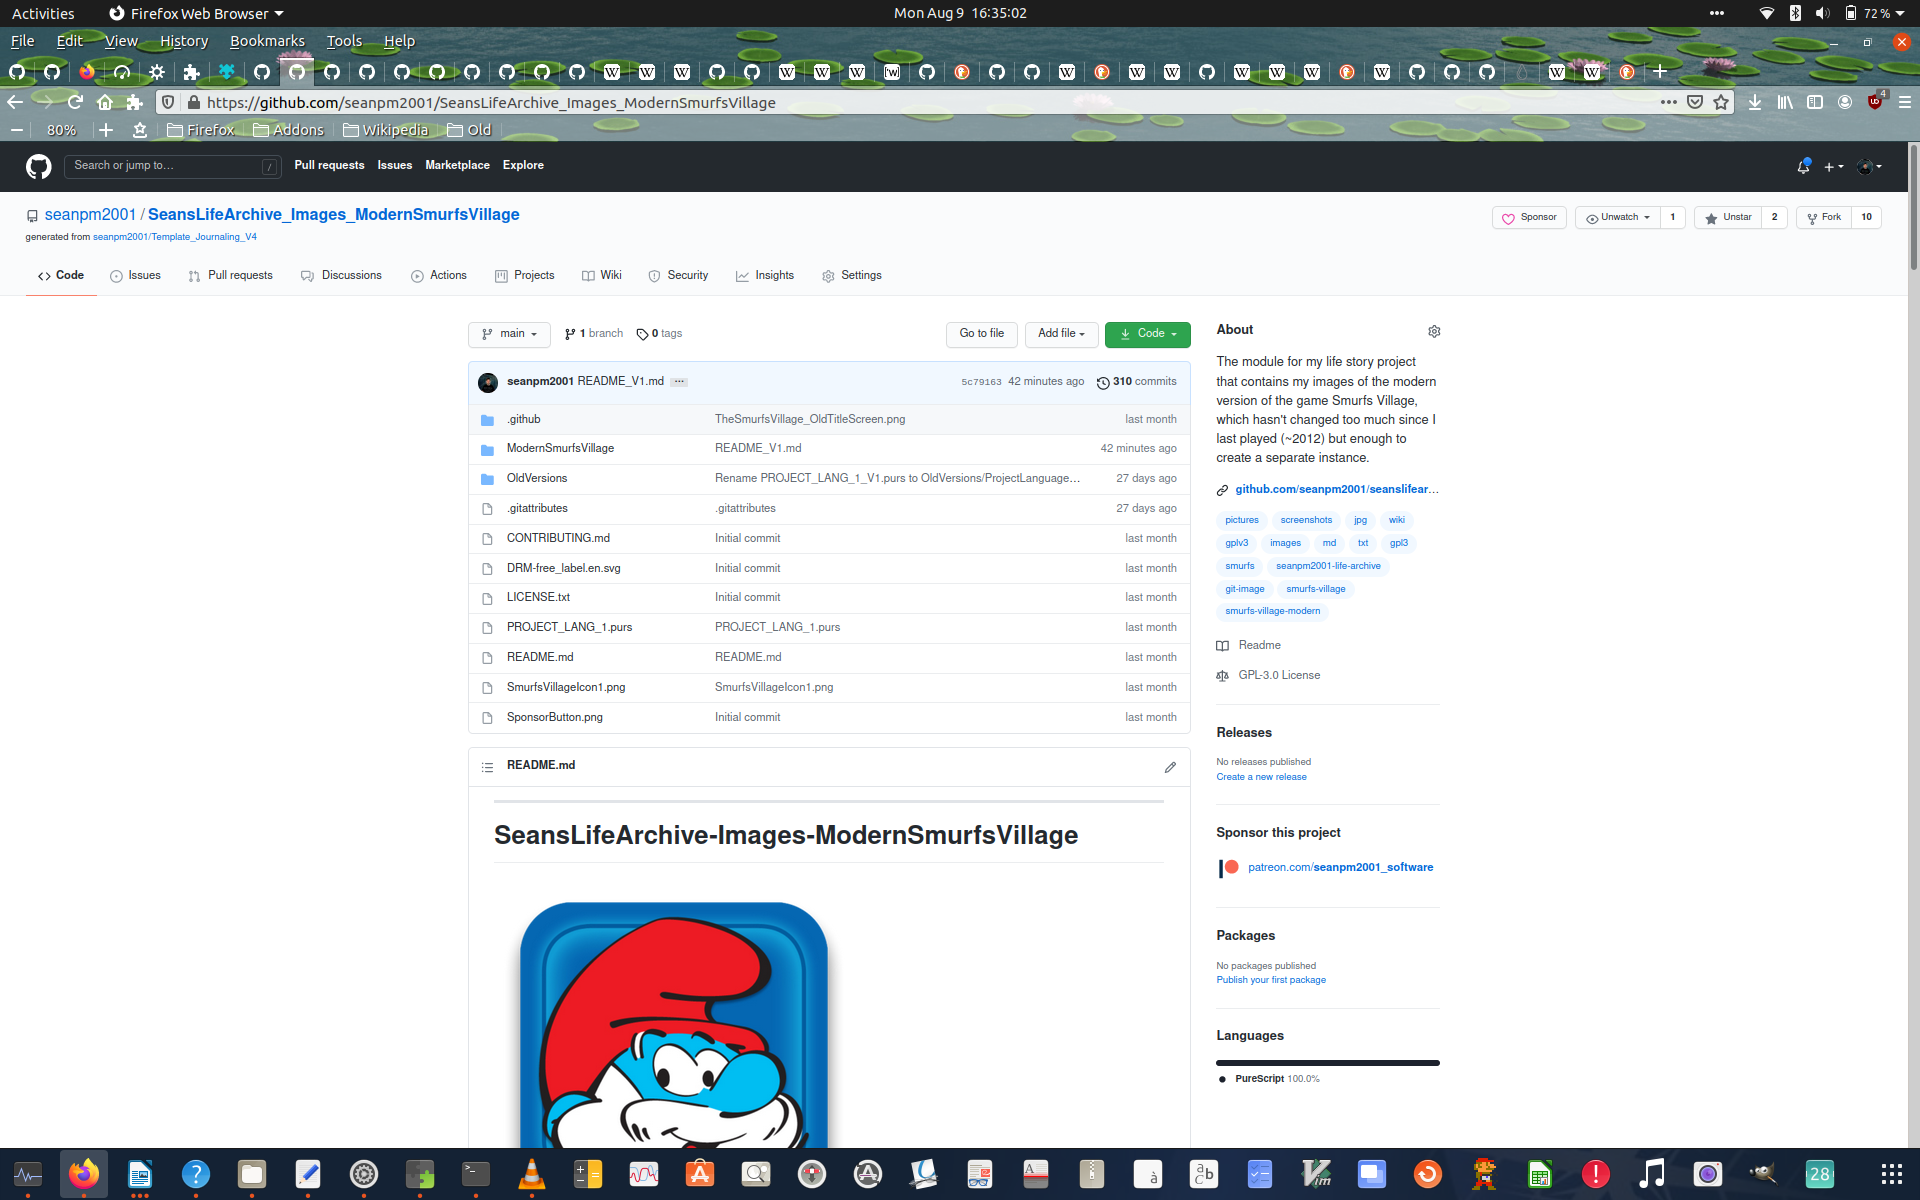 Activities
Firefox Web Browser
Mon Aug 9 16:35:02
72 %
File Edit View History Bookmarks Tools Help
https://github.com/seanpm2001/SeansLifeArchive_Images_ModernSmurfsVillage
4
80%
Firefox
Addons
Wikipedia
Old
Search or jump to…
/
Pull requests
Issues
Marketplace
Explore
seanpm2001 / SeansLifeArchive_Images_ModernSmurfsVillage
generated from seanpm2001/Template_Journaling_V4
Sponsor
Unwatch 1
Unstar 2
Fork 10
Code
Issues
Pull requests
Discussions
Actions
Projects
Wiki
Security
Insights
Settings
main
1 branch
0 tags
Go to file
Add file
Code
seanpm2001 README_V1.md ...
5c79163 42 minutes ago 310 commits
.github TheSmurfsVillage_OldTitleScreen.png last month
ModernSmurfsVillage README_V1.md 42 minutes ago
OldVersions Rename PROJECT_LANG_1_V1.purs to OldVersions/ProjectLanguage… 27 days ago
.gitattributes .gitattributes 27 days ago
CONTRIBUTING.md Initial commit last month
DRM-free_label.en.svg Initial commit last month
LICENSE.txt Initial commit last month
PROJECT_LANG_1.purs PROJECT_LANG_1.purs last month
README.md README.md last month
SmurfsVillageIcon1.png SmurfsVillageIcon1.png last month
SponsorButton.png Initial commit last month
README.md
SeansLifeArchive-Images-ModernSmurfsVillage
About
The module for my life story project
that contains my images of the modern
version of the game Smurfs Village,
which hasn't changed too much since I
last played (~2012) but enough to
create a separate instance.
github.com/seanpm2001/seanslifear…
pictures screenshots jpg wiki
gplv3 images md txt gpl3
smurfs seanpm2001-life-archive
git-image smurfs-village
smurfs-village-modern
Readme
GPL-3.0 License
Releases
No releases published
Create a new release
Sponsor this project
patreon.com/seanpm2001_software
Packages
No packages published
Publish your first package
Languages
PureScript 100.0%
28